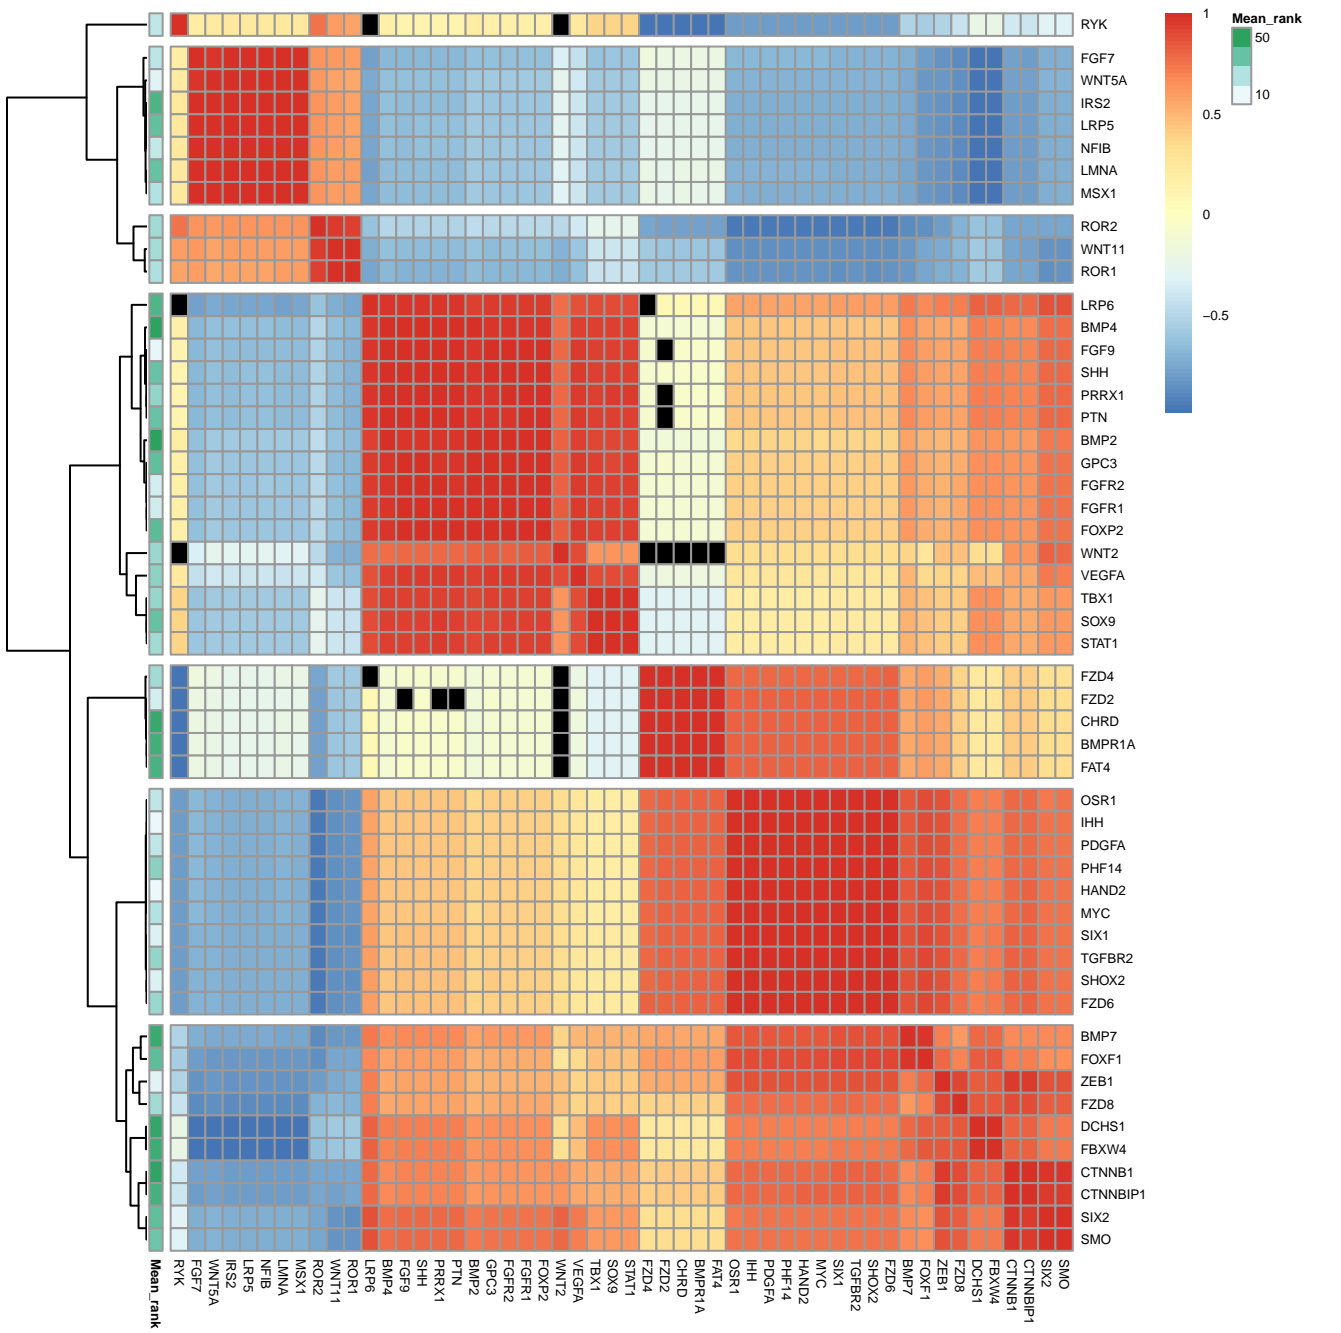 1
0.5
0
−0.5
Mean_rank
50
10
RYK
FGF7
WNT5A
IRS2
LRP5
NFIB
LMNA
MSX1
ROR2
WNT11
ROR1
LRP6
BMP4
FGF9
SHH
PRRX1
PTN
BMP2
GPC3
FGFR2
FGFR1
FOXP2
WNT2
VEGFA
TBX1
SOX9
STAT1
FZD4
FZD2
CHRD
BMPR1A
FAT4
OSR1
IHH
PDGFA
PHF14
HAND2
MYC
SIX1
TGFBR2
SHOX2
FZD6
BMP7
FOXF1
ZEB1
FZD8
DCHS1
FBXW4
CTNNB1
CTNNBIP1
SIX2
SMO
Mean_rank
RYK
FGF7
WNT5A
IRS2
LRP5
NFIB
LMNA
MSX1
ROR2
WNT11
ROR1
LRP6
BMP4
FGF9
SHH
PRRX1
PTN
BMP2
GPC3
FGFR2
FGFR1
FOXP2
WNT2
VEGFA
TBX1
SOX9
STAT1
FZD4
FZD2
CHRD
BMPR1A
FAT4
OSR1
IHH
PDGFA
PHF14
HAND2
MYC
SIX1
TGFBR2
SHOX2
FZD6
BMP7
FOXF1
ZEB1
FZD8
DCHS1
FBXW4
CTNNB1
CTNNBIP1
SIX2
SMO